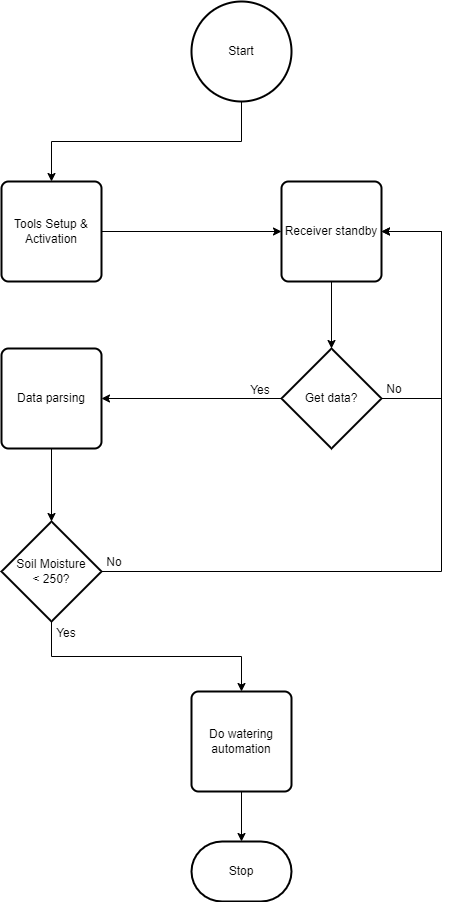 Start
Tools Setup &
Activation
Receiver standby
Get data?
Yes
No
Data parsing
Soil Moisture
< 250?
No
Yes
Do watering
automation
Stop